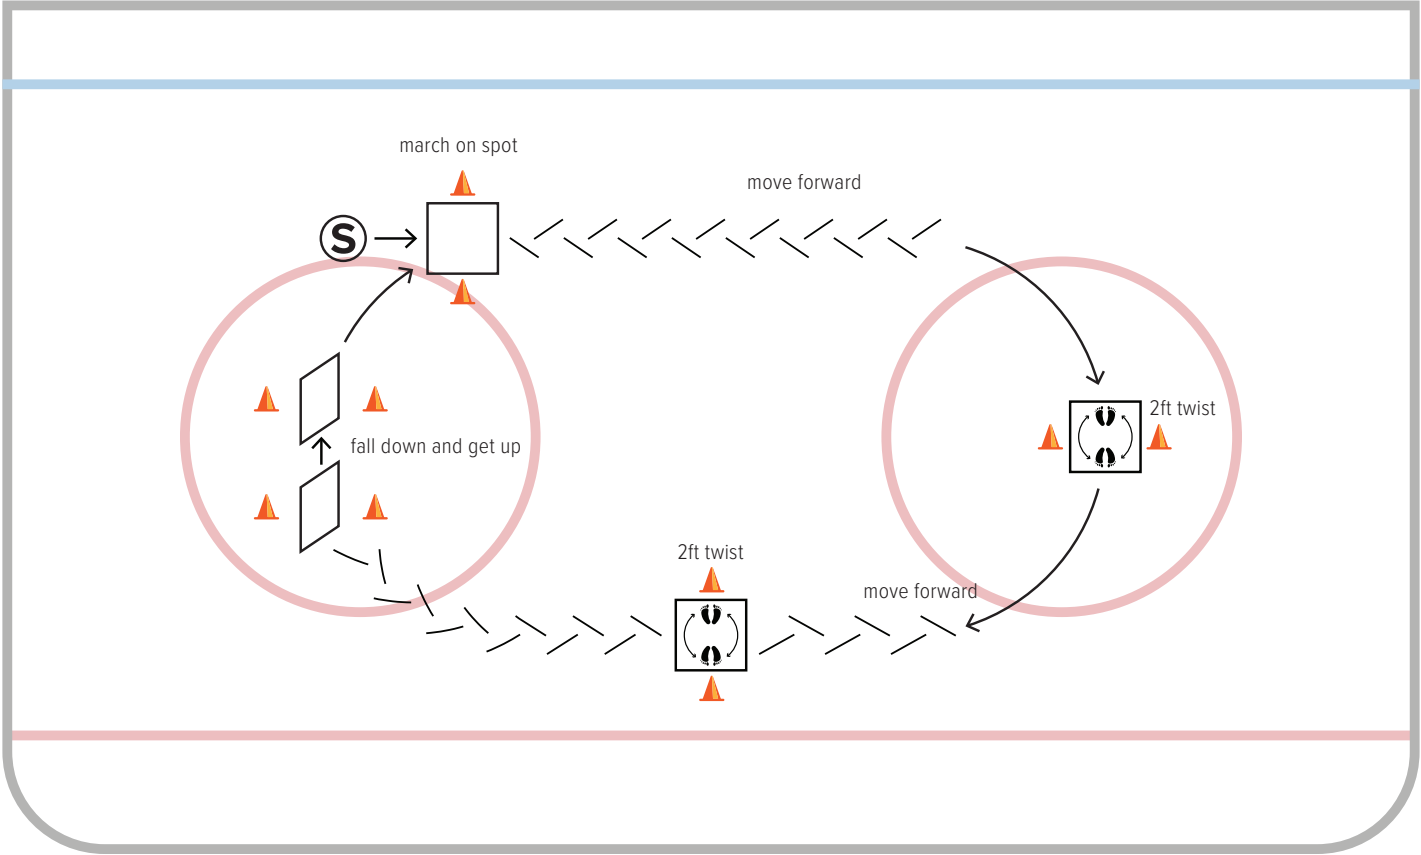 march on spot
move forward
S
2ft twist
fall down and get up
2ft twist
move forward